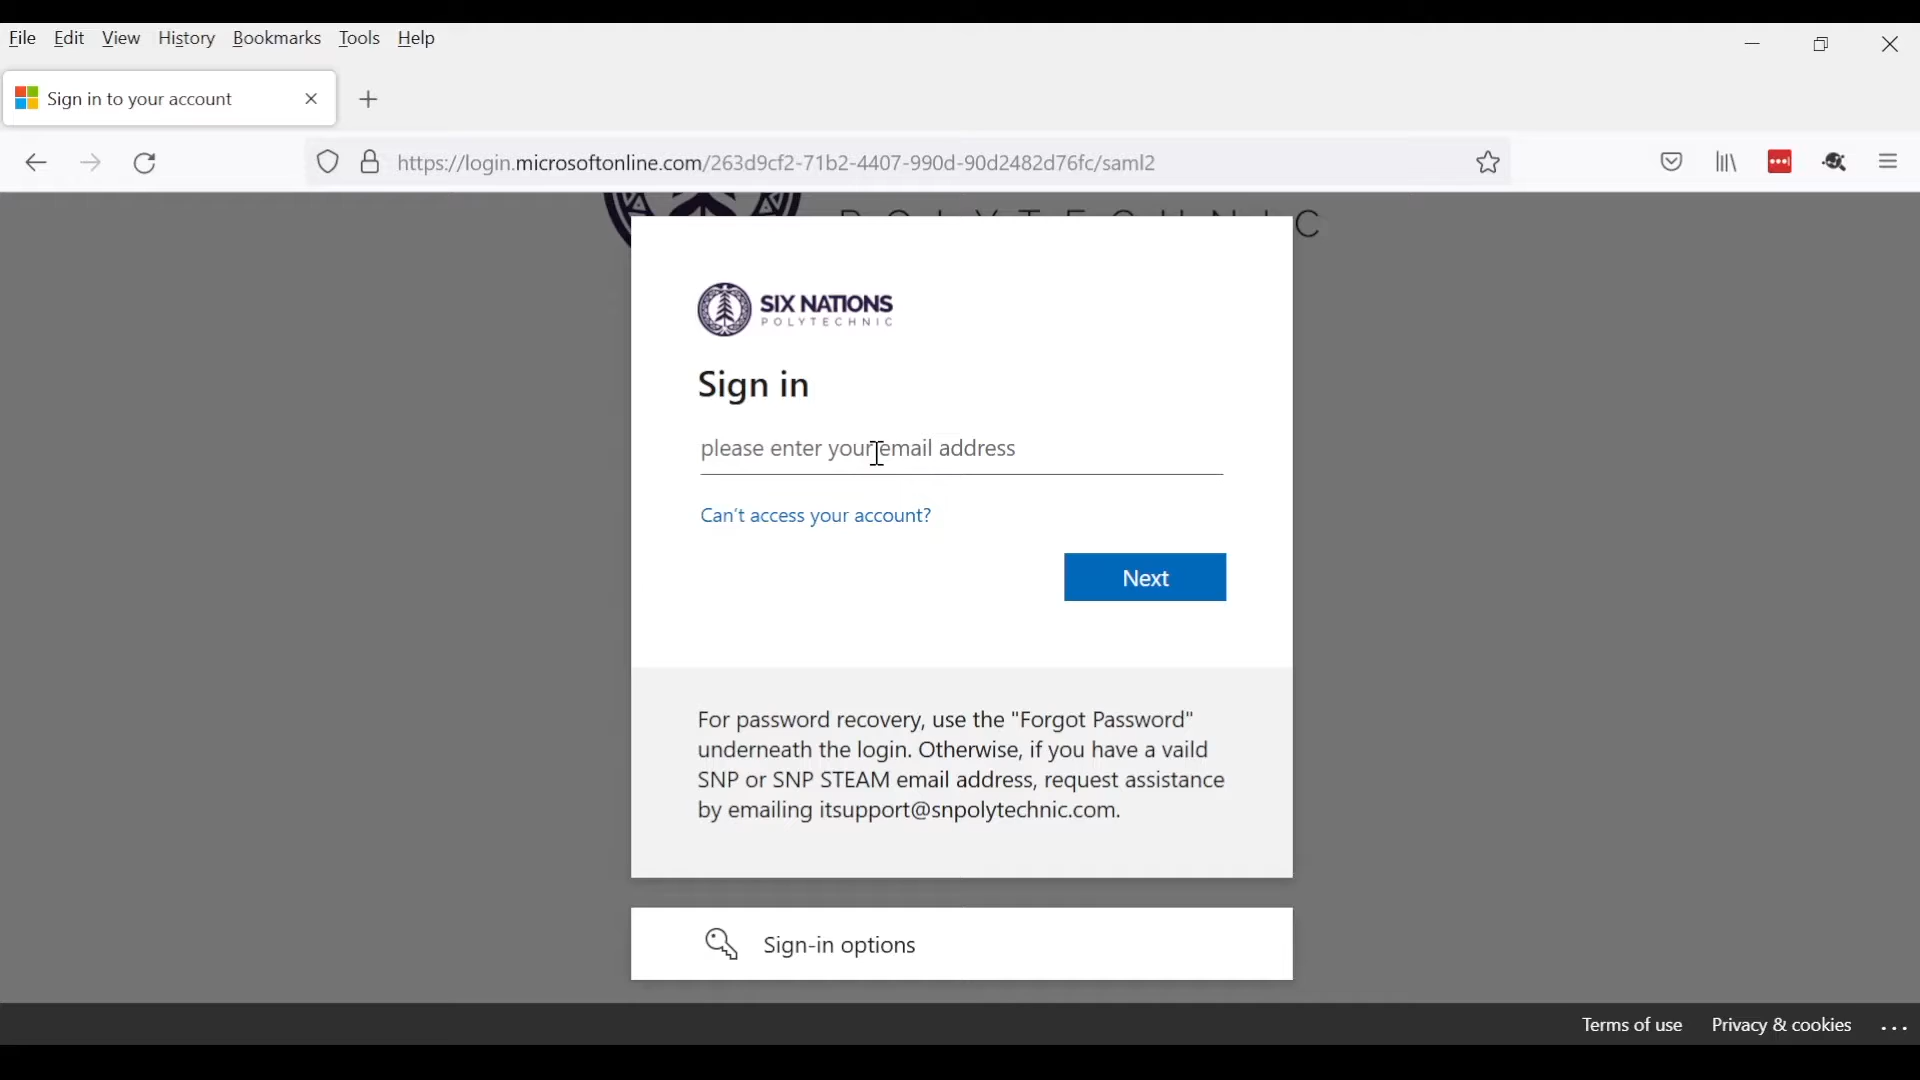 File Edit View History Bookmarks Tools Help
Sign in to your account
https://login.microsoftonline.com/263d9cf2-71b2-4407-990d-90d2482d76fc/saml2
POLYTECHNIC
SIX NATIONS
POLYTECHNIC
Sign in
please enter your email address
Can't access your account?
Next
For password recovery, use the "Forgot Password"
underneath the login. Otherwise, if you have a vaild
SNP or SNP STEAM email address, request assistance
by emailing itsupport@snpolytechnic.com.
Sign-in options
Terms of use Privacy & cookies ...